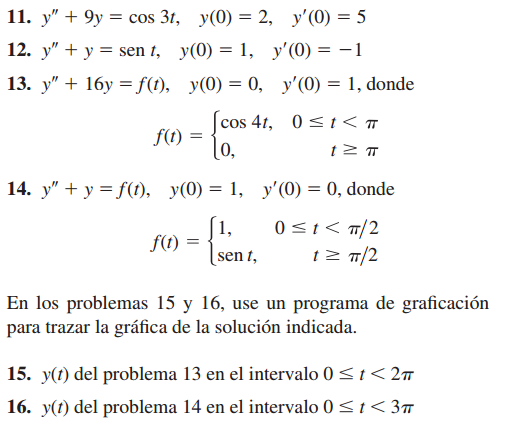 11. y″ + 9y = cos 3t, y(0) = 2, y′(0) = 5
12. y″ + y = sen t, y(0) = 1, y′(0) = −1
13. y″ + 16y = f(t), y(0) = 0, y′(0) = 1, donde
f(t) = { cos 4t, 0 ≤ t < π
0, t ≥ π
14. y″ + y = f(t), y(0) = 1, y′(0) = 0, donde
f(t) = { 1, 0 ≤ t < π/2
sen t, t ≥ π/2
En los problemas 15 y 16, use un programa de graficación
para trazar la gráfica de la solución indicada.
15. y(t) del problema 13 en el intervalo 0 ≤ t < 2π
16. y(t) del problema 14 en el intervalo 0 ≤ t < 3π